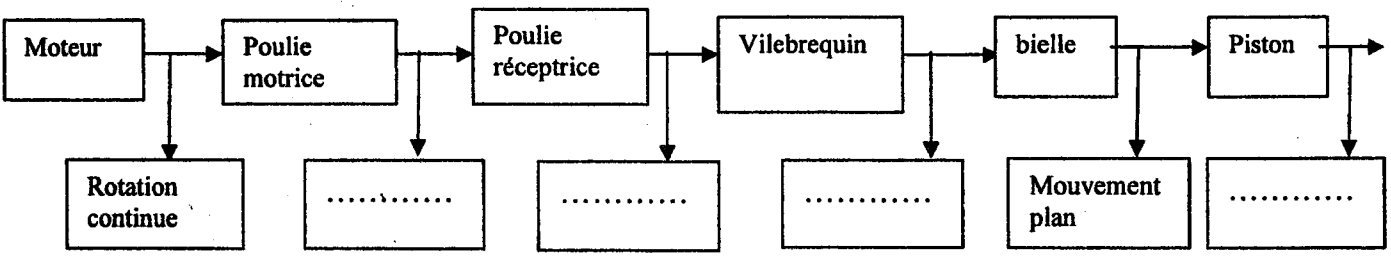 Moteur
Poulie
motrice
Poulie
réceptrice
Vilebrequin
bielle
Piston
Rotation
continue
............
............
............
Mouvement
plan
............